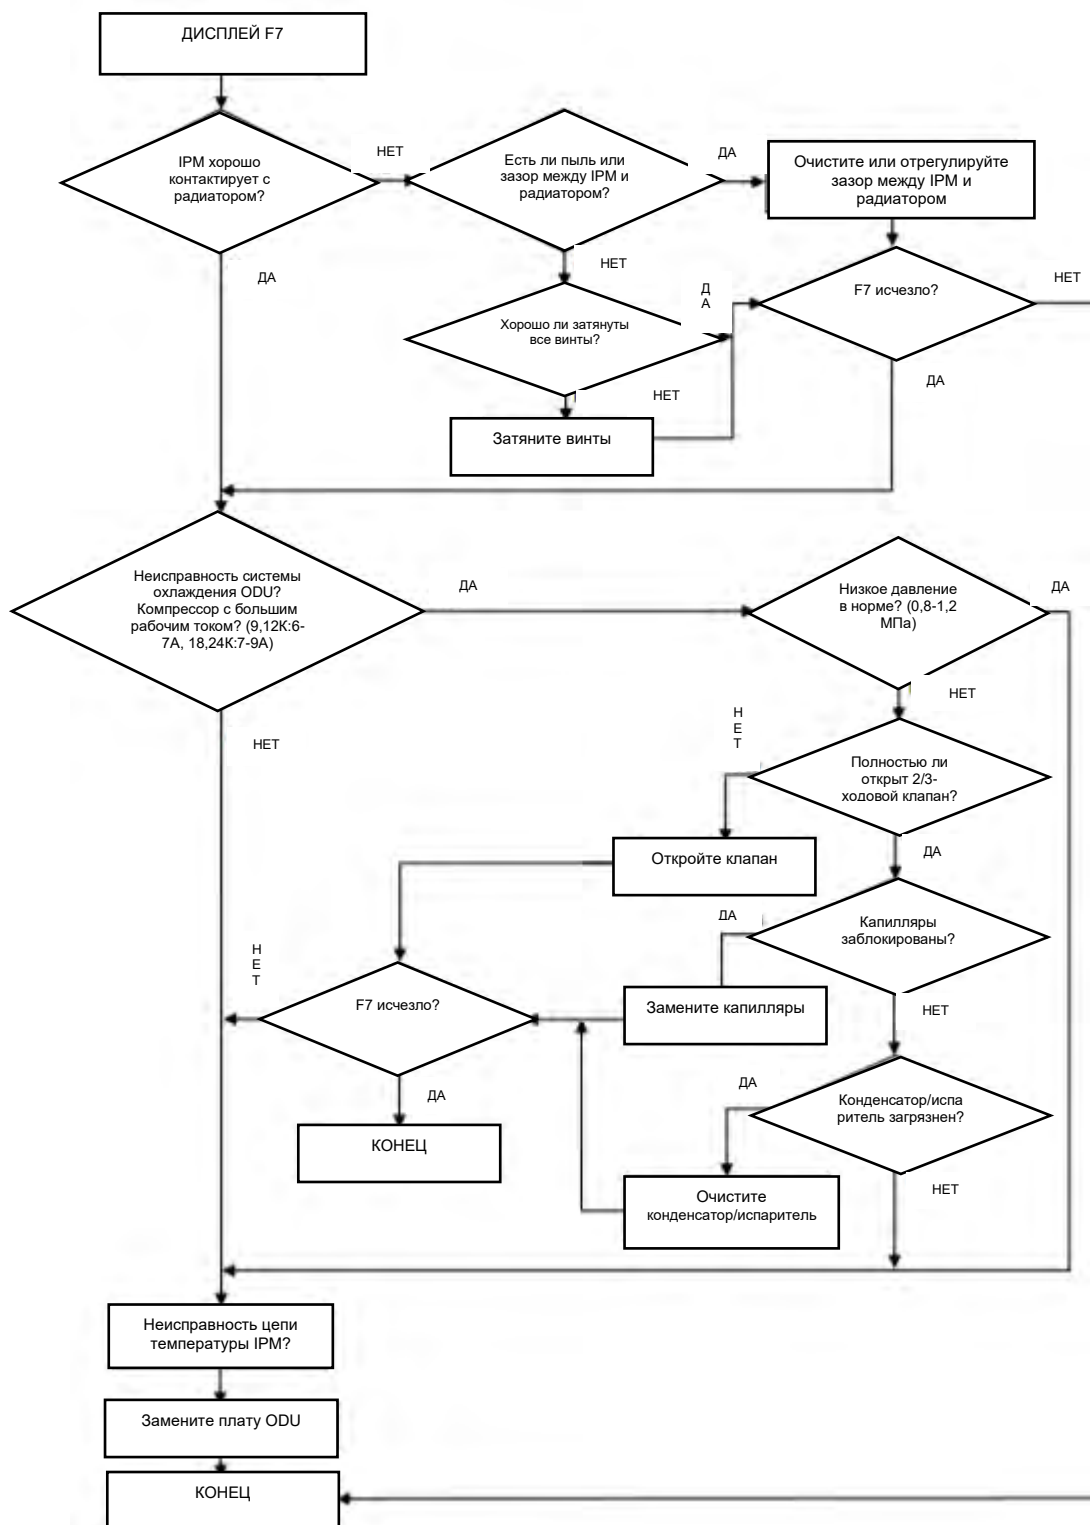 ДИСПЛЕЙ F7
IPM хорошо
контактирует с
радиатором?
НЕТ
Есть ли пыль или
зазор между IPM и
радиатором?
ДА
Очистите или отрегулируйте
зазор между IPM и
радиатором
ДА
НЕТ
Хорошо ли затянуты
все винты?
Д
А
F7 исчезло?
НЕТ
НЕТ
ДА
Затяните винты
Неисправность системы
охлаждения ODU?
Компрессор с большим
рабочим током? (9,12К:6-
7А, 18,24К:7-9А)
ДА
Низкое давление
в норме? (0,8-1,2
МПа)
ДА
НЕТ
НЕТ
Н
Е
Т
Полностью ли
открыт 2/3-
ходовой клапан?
Откройте клапан
ДА
ДА
Капилляры
заблокированы?
Н
Е
Т
F7 исчезло?
Замените капилляры
НЕТ
ДА
ДА
Конденсатор/испа
ритель загрязнен?
КОНЕЦ
Очистите
конденсатор/испаритель
НЕТ
Неисправность цепи
температуры IPM?
Замените плату ODU
КОНЕЦ